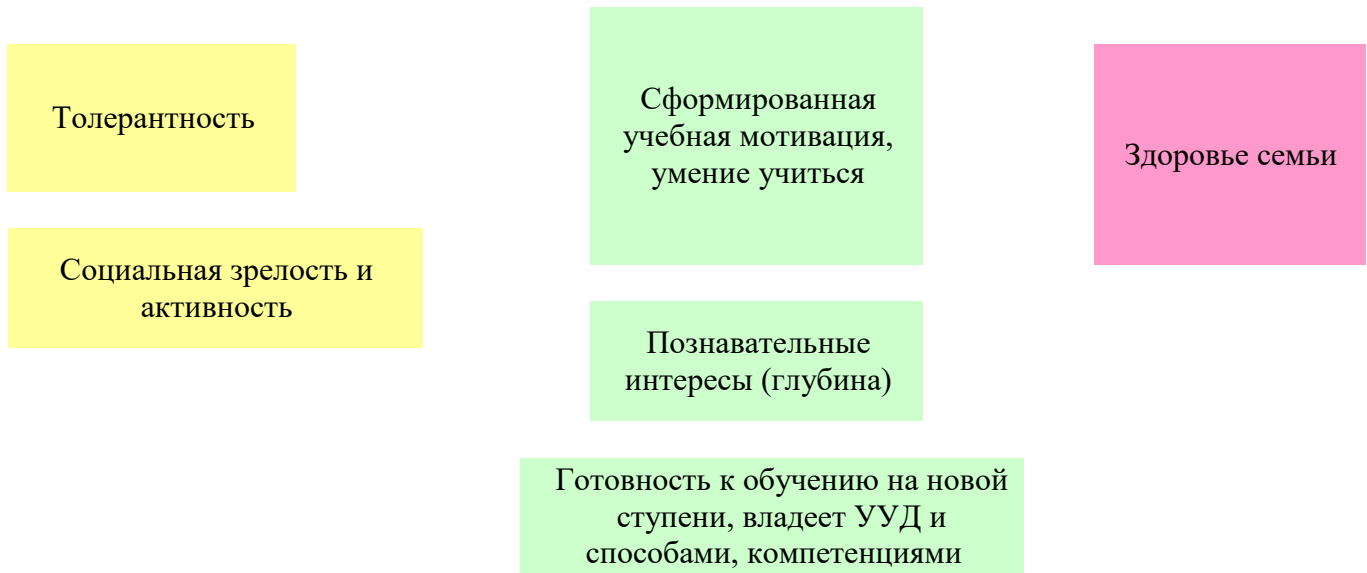 Толерантность
Социальная зрелость и
активность
Сформированная
учебная мотивация,
умение учиться
Познавательные
интересы (глубина)
Готовность к обучению на новой
ступени, владеет УУД и
способами, компетенциями
Здоровье семьи